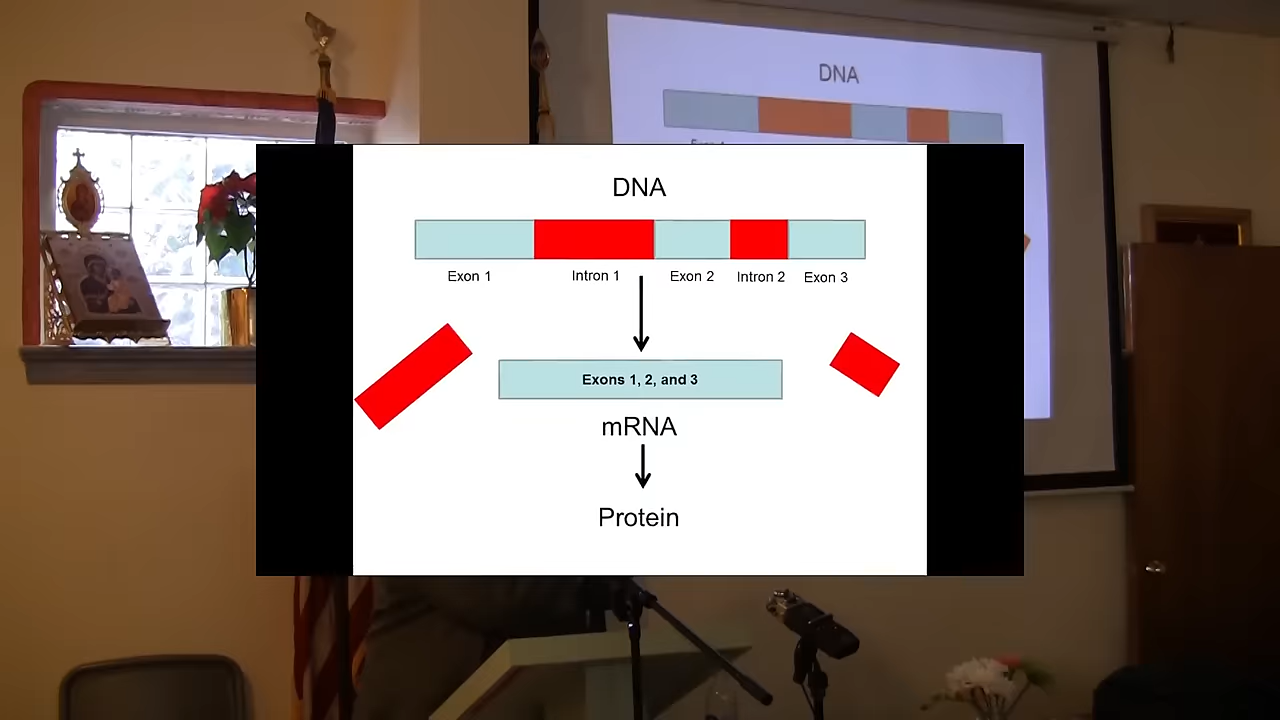 DNA
DNA
Exon 1 Intron 1 Exon 2 Intron 2 Exon 3
Exons 1, 2, and 3
mRNA
Protein